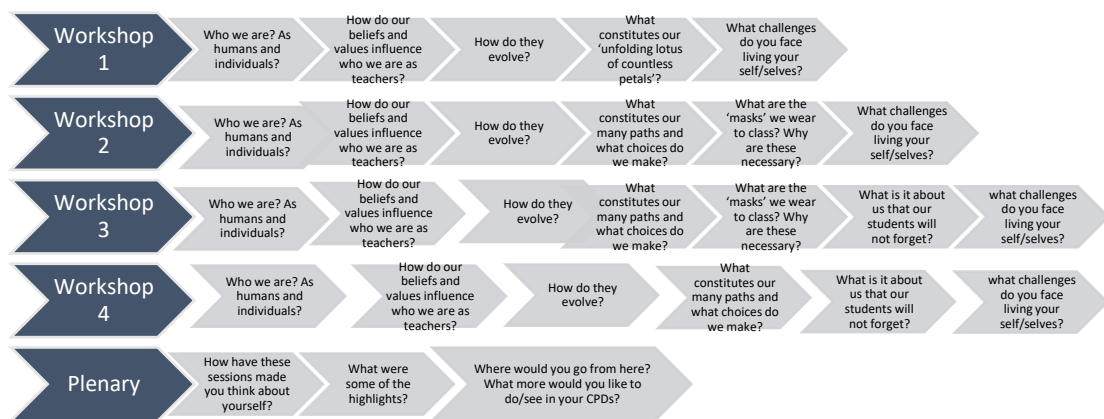 Workshop
1
Who we are? As
humans and
individuals?
How do our
beliefs and
values influence
who we are as
teachers?
How do they
evolve?
What
constitutes our
‘unfolding lotus
of countless
petals’?
What challenges
do you face
living your
self/selves?
Workshop
2
Who we are? As
humans and
individuals?
How do our
beliefs and
values influence
who we are as
teachers?
How do they
evolve?
What
constitutes our
many paths and
what choices do
we make?
What are the
‘masks’ we wear
to class? Why
are these
necessary?
What challenges
do you face
living your
self/selves?
Workshop
3
Who we are? As
humans and
individuals?
How do our
beliefs and
values influence
who we are as
teachers?
How do they
evolve?
What
constitutes our
many paths and
what choices do
we make?
What are the
‘masks’ we wear
to class? Why
are these
necessary?
What is it about
us that our
students will
not forget?
what challenges
do you face
living your
self/selves?
Workshop
4
Who we are? As
humans and
individuals?
How do our
beliefs and
values influence
who we are as
teachers?
How do they
evolve?
What
constitutes our
many paths and
what choices do
we make?
What is it about
us that our
students will
not forget?
what challenges
do you face
living your
self/selves?
Plenary
How have these
sessions made
you think about
yourself?
What were
some of the
highlights?
Where would you go from here?
What more would you like to
do/see in your CPDs?